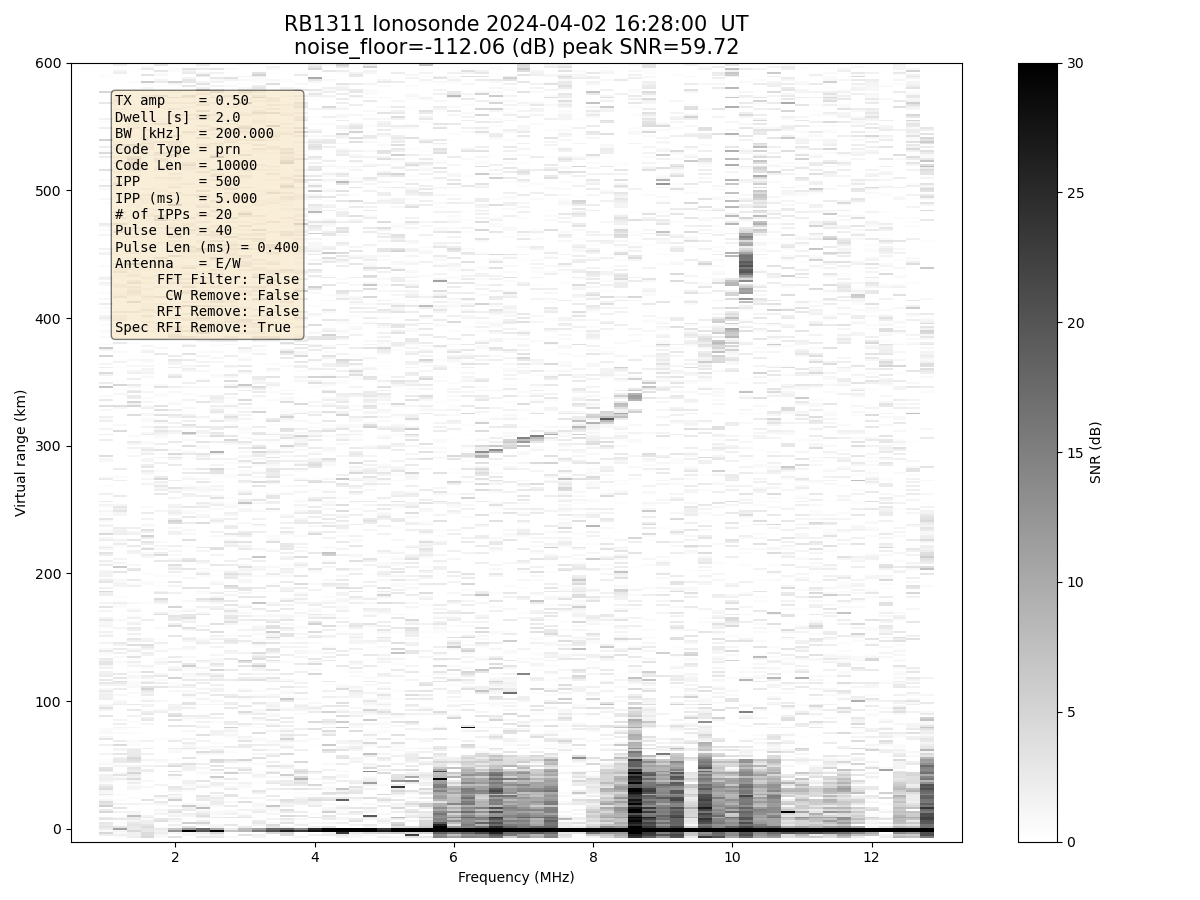 RB1311 Ionosonde 2024-04-02 16:28:00  UT
noise_floor=-112.06 (dB) peak SNR=59.72
TX amp    = 0.50
Dwell [s] = 2.0
BW [kHz]  = 200.000
Code Type = prn
Code Len  = 10000
IPP       = 500
IPP (ms)  = 5.000
# of IPPs = 20
Pulse Len = 40
Pulse Len (ms) = 0.400
Antenna   = E/W
FFT Filter: False
CW Remove: False
RFI Remove: False
Spec RFI Remove: True
600
500
400
300
200
100
0
Virtual range (km)
2
4
6
8
10
12
Frequency (MHz)
30
25
20
15
10
5
0
SNR (dB)